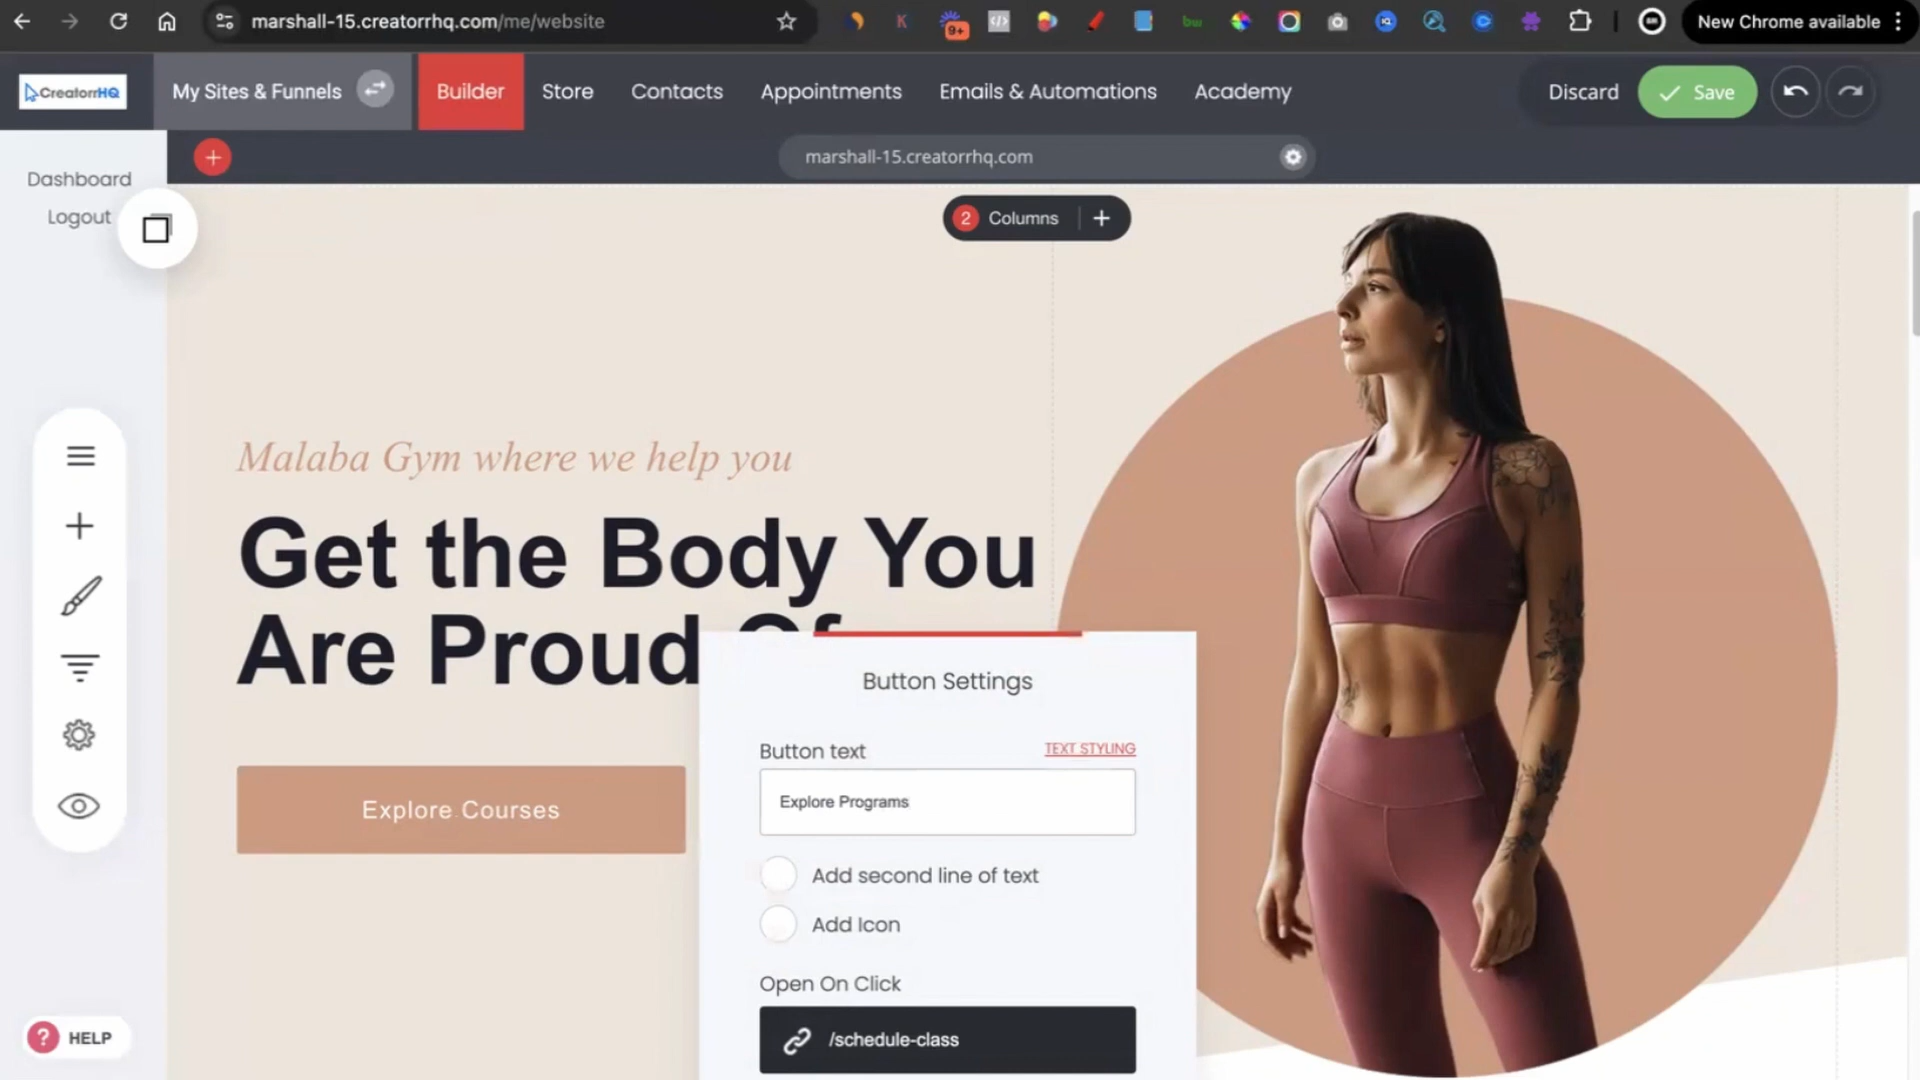 marshall-15.creatorrhq.com/me/website
9+
New Chrome available
CreatorrHQ
My Sites & Funnels
Builder
Store
Contacts
Appointments
Emails & Automations
Academy
Discard
Save
marshall-15.creatorrhq.com
Dashboard
Logout
2 Columns
Malaba Gym where we help you
Get the Body You
Are Proud Of
Button Settings
Button text
TEXT STYLING
Explore Programs
Explore Courses
Add second line of text
Add Icon
Open On Click
/schedule-class
? HELP